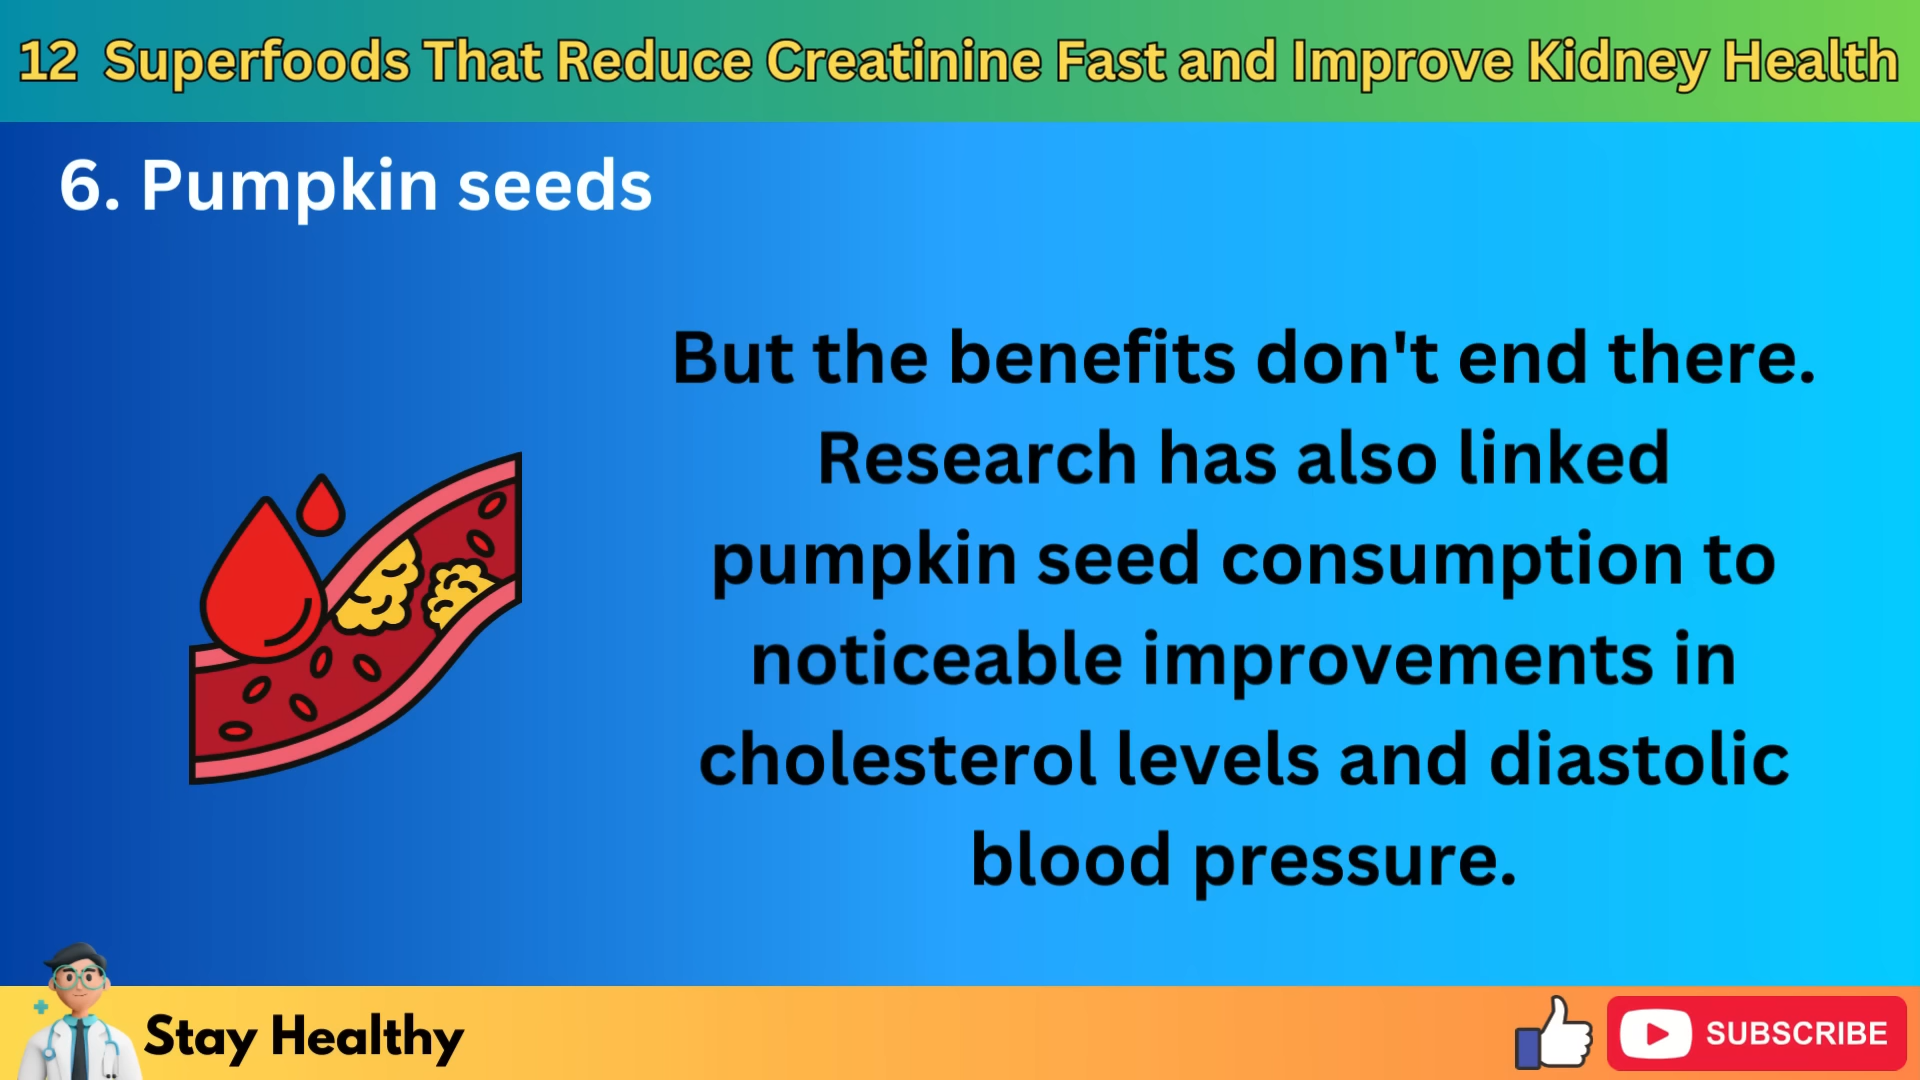 12 Superfoods That Reduce Creatinine Fast and Improve Kidney Health
6. Pumpkin seeds
But the benefits don't end there.
Research has also linked
pumpkin seed consumption to
noticeable improvements in
cholesterol levels and diastolic
blood pressure.
Stay Healthy
SUBSCRIBE